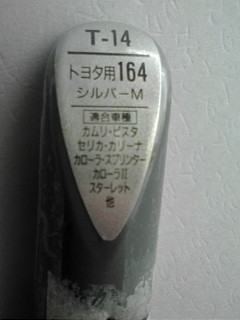 T-14
トヨタ用164
シルバーM
適合車種
カムリ・ビスタ
セリカ・カリーナ
カローラ・スプリンター
カローラII
スターレット
他